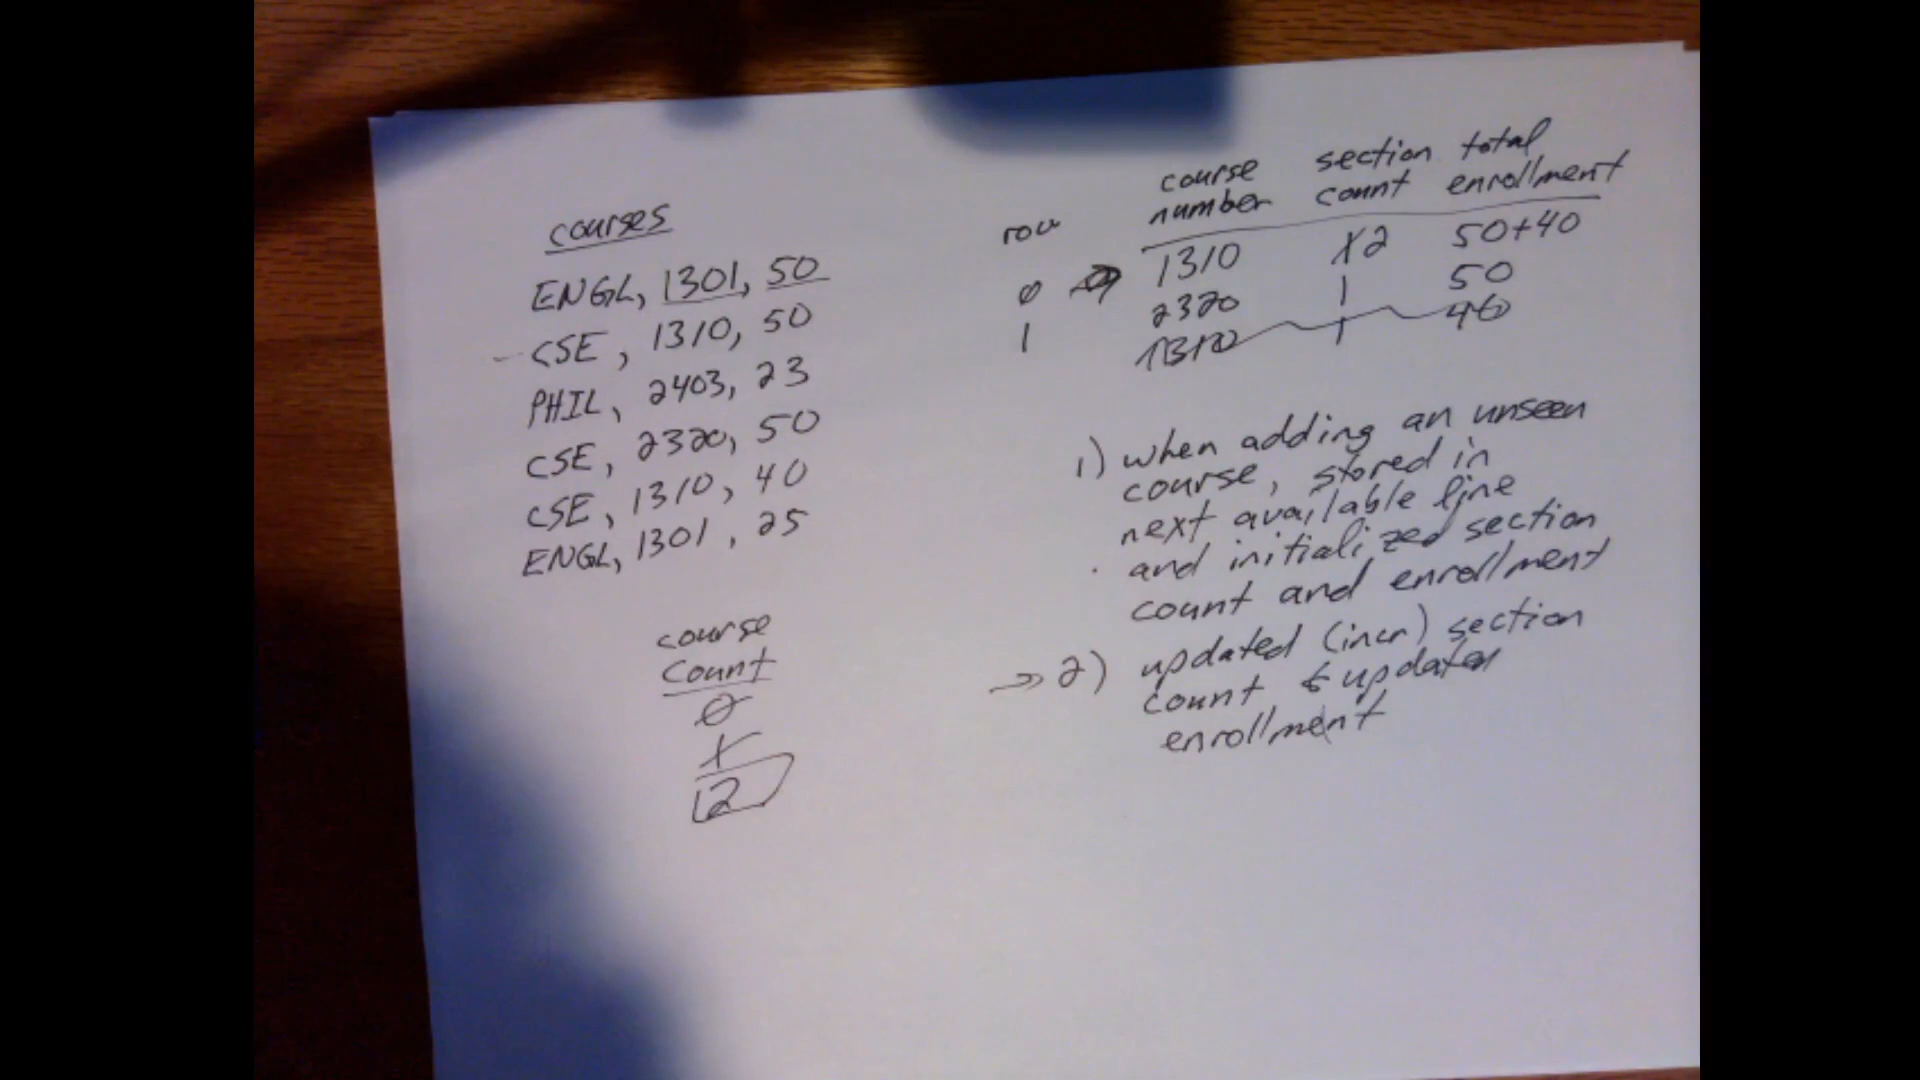 courses
ENGL, 1301, 50
CSE, 1310, 50
PHIL, 2403, 23
CSE, 2320, 50
CSE, 1310, 40
ENGL, 1301, 25
course
count
0
1
2
row
0
1
course section total
number count enrollment
1310 1 2 50+40
2320 1 50
1310 1 40
1) when adding an unseen
course, stored in
next available line
and initialized section
count and enrollment
→ 2) updated (incr) section
count & updated
enrollment